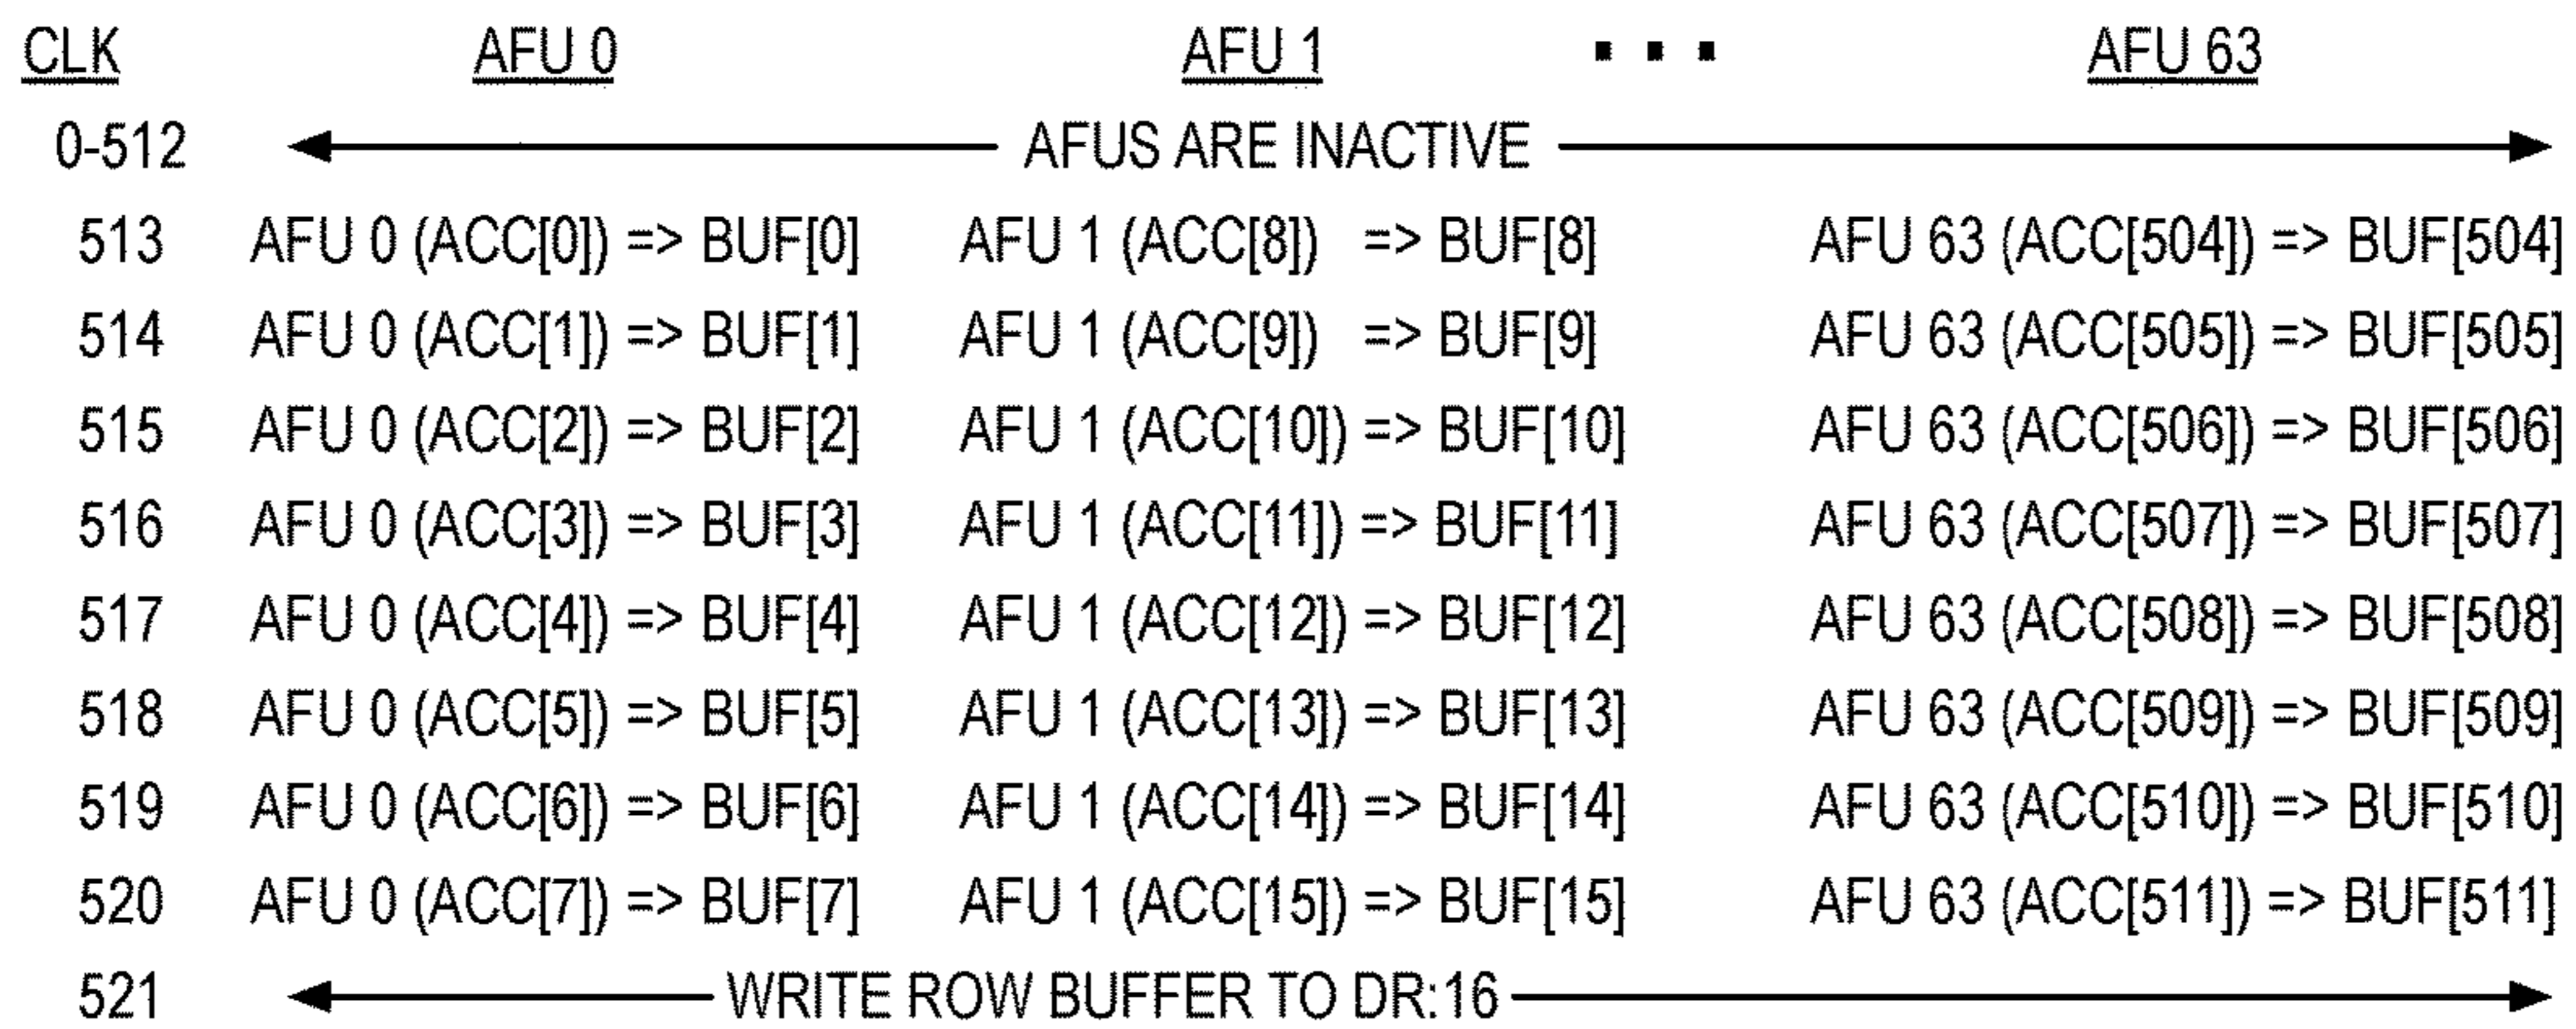 CLK AFU 0 AFU 1 ... AFU 63
0-512 AFUS ARE INACTIVE
513 AFU 0 (ACC[0]) => BUF[0] AFU 1 (ACC[8]) => BUF[8] AFU 63 (ACC[504]) => BUF[504]
514 AFU 0 (ACC[1]) => BUF[1] AFU 1 (ACC[9]) => BUF[9] AFU 63 (ACC[505]) => BUF[505]
515 AFU 0 (ACC[2]) => BUF[2] AFU 1 (ACC[10]) => BUF[10] AFU 63 (ACC[506]) => BUF[506]
516 AFU 0 (ACC[3]) => BUF[3] AFU 1 (ACC[11]) => BUF[11] AFU 63 (ACC[507]) => BUF[507]
517 AFU 0 (ACC[4]) => BUF[4] AFU 1 (ACC[12]) => BUF[12] AFU 63 (ACC[508]) => BUF[508]
518 AFU 0 (ACC[5]) => BUF[5] AFU 1 (ACC[13]) => BUF[13] AFU 63 (ACC[509]) => BUF[509]
519 AFU 0 (ACC[6]) => BUF[6] AFU 1 (ACC[14]) => BUF[14] AFU 63 (ACC[510]) => BUF[510]
520 AFU 0 (ACC[7]) => BUF[7] AFU 1 (ACC[15]) => BUF[15] AFU 63 (ACC[511]) => BUF[511]
521 WRITE ROW BUFFER TO DR:16